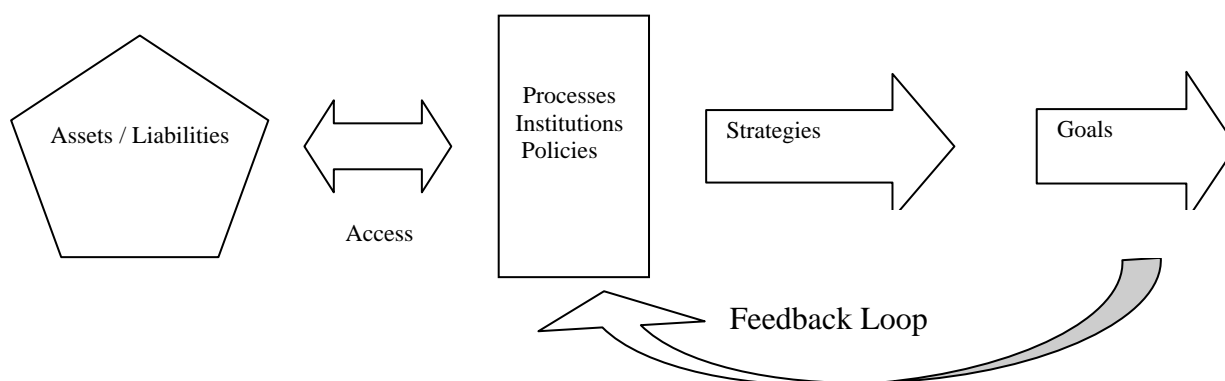 Assets / Liabilities
Access
Processes
Institutions
Policies
Strategies
Goals
Feedback Loop